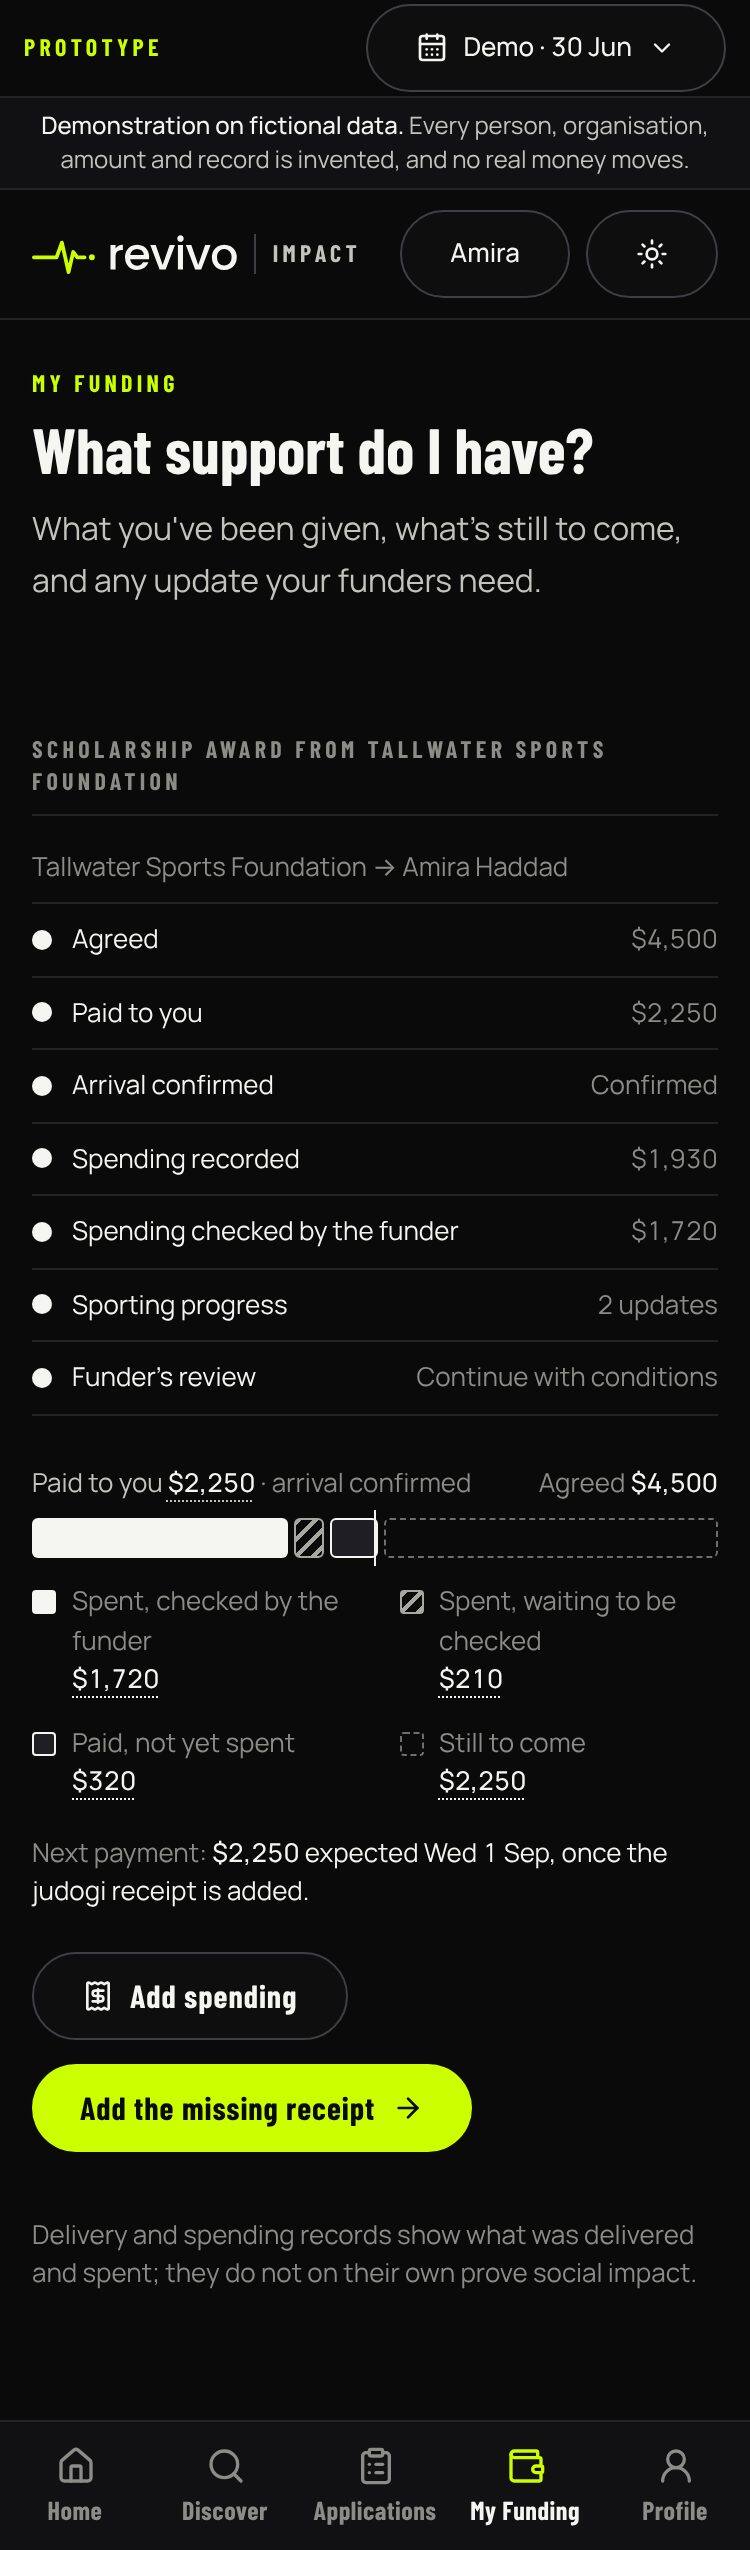 PROTOTYPE
Demo · 30 Jun
Demonstration on fictional data. Every person, organisation,
amount and record is invented, and no real money moves.
revivo
IMPACT
Amira
MY FUNDING
What support do I have?
What you've been given, what's still to come,
and any update your funders need.
SCHOLARSHIP AWARD FROM TALLWATER SPORTS
FOUNDATION
Tallwater Sports Foundation → Amira Haddad
Agreed $4,500
Paid to you $2,250
Arrival confirmed Confirmed
Spending recorded $1,930
Spending checked by the funder $1,720
Sporting progress 2 updates
Funder's review Continue with conditions
Paid to you $2,250 · arrival confirmed Agreed $4,500
Spent, checked by the
funder
$1,720
Spent, waiting to be
checked
$210
Paid, not yet spent
$320
Still to come
$2,250
Next payment: $2,250 expected Wed 1 Sep, once the
judogi receipt is added.
Add spending
Add the missing receipt →
Delivery and spending records show what was delivered
and spent; they do not on their own prove social impact.
Home Discover Applications My Funding Profile